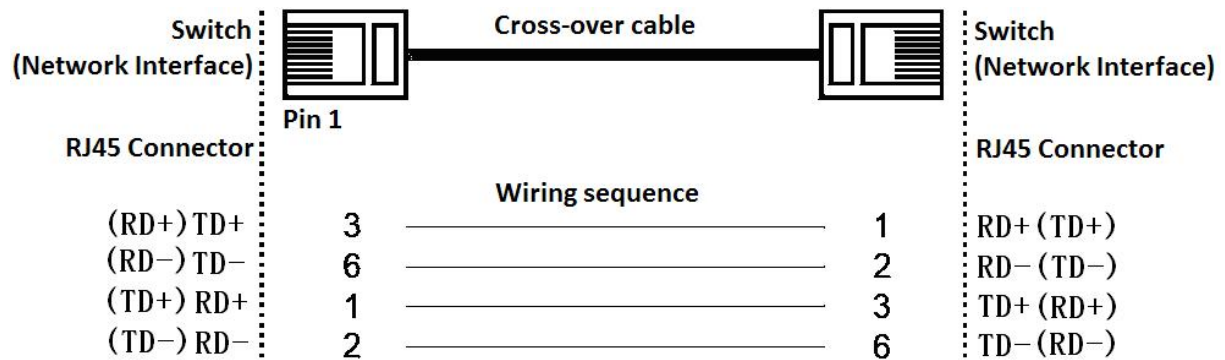 Switch
(Network Interface)
Cross-over cable
Switch
(Network Interface)
Pin 1
RJ45 Connector
RJ45 Connector
Wiring sequence
(RD+) TD+ 3 1 RD+ (TD+)
(RD−) TD− 6 2 RD− (TD−)
(TD+) RD+ 1 3 TD+ (RD+)
(TD−) RD− 2 6 TD− (RD−)